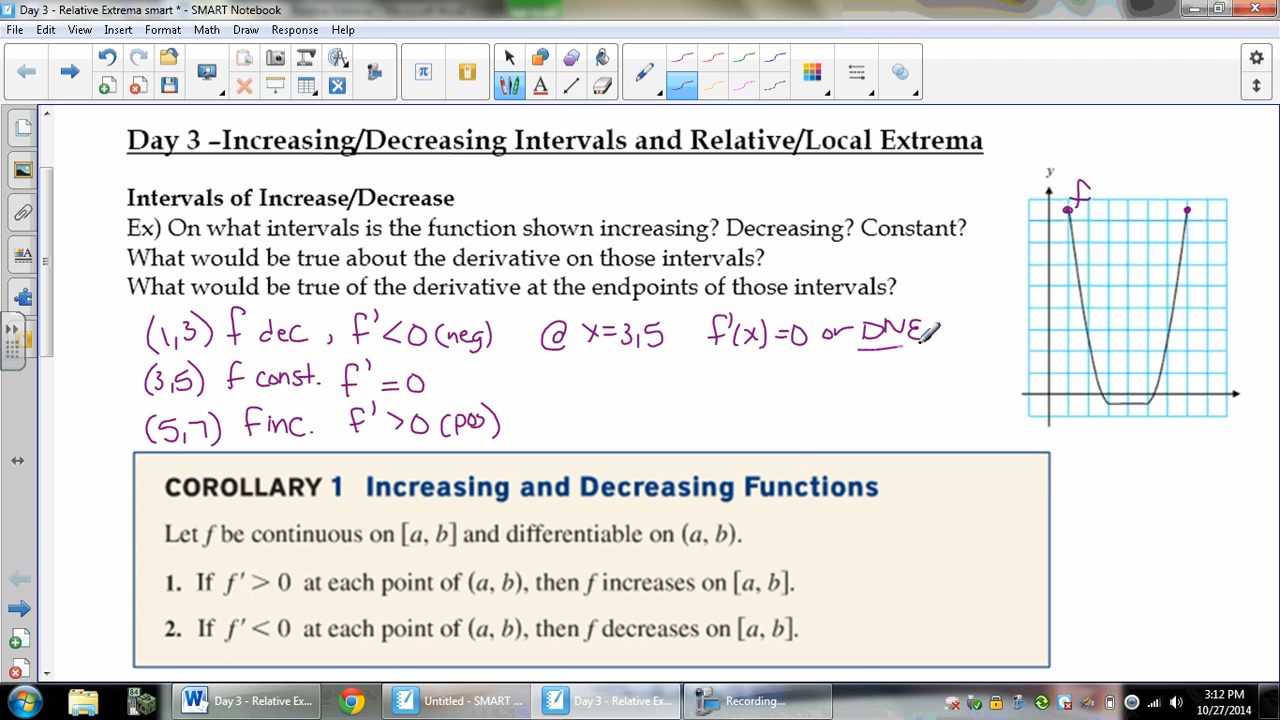 Day 3 - Relative Extrema smart * - SMART Notebook
File Edit View Insert Format Math Draw Response Help
Day 3 –Increasing/Decreasing Intervals and Relative/Local Extrema
Intervals of Increase/Decrease
Ex) On what intervals is the function shown increasing? Decreasing? Constant?
What would be true about the derivative on those intervals?
What would be true of the derivative at the endpoints of those intervals?
y
f
(1,3) f dec , f' < 0 (neg) @ x=3,5 f'(x)=0 or DNE
(3,5) f const. f' = 0
(5,7) f inc. f' > 0 (pos)
COROLLARY 1 Increasing and Decreasing Functions
Let f be continuous on [a, b] and differentiable on (a, b).
1. If f' > 0 at each point of (a, b), then f increases on [a, b].
2. If f' < 0 at each point of (a, b), then f decreases on [a, b].
Day 3 - Relative Ex...
Untitled - SMART ...
Day 3 - Relative Ex...
Recording...
3:12 PM
10/27/2014